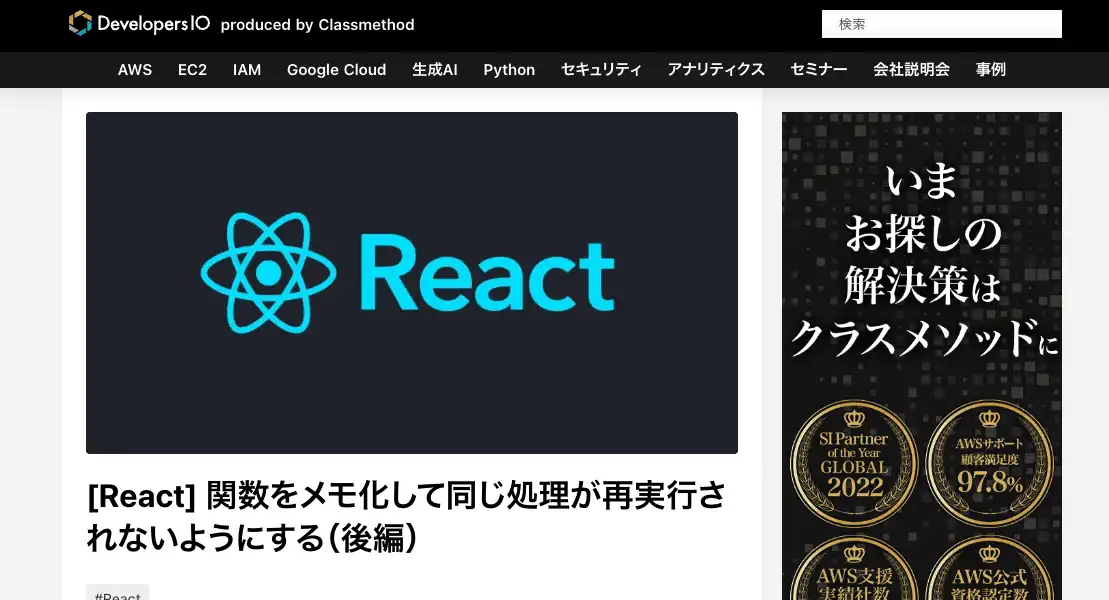 DevelopersIO produced by Classmethod
検索
AWS EC2 IAM Google Cloud 生成AI Python セキュリティ アナリティクス セミナー 会社説明会 事例
React
[React] 関数をメモ化して同じ処理が再実行さ
れないようにする（後編）
#React
いま
お探しの
解決策は
クラスメソッドに
SI Partner
of the Year
GLOBAL
2022
AWSサポート
顧客満足度
97.8%
AWS支援
実績社数
AWS公式
資格認定数